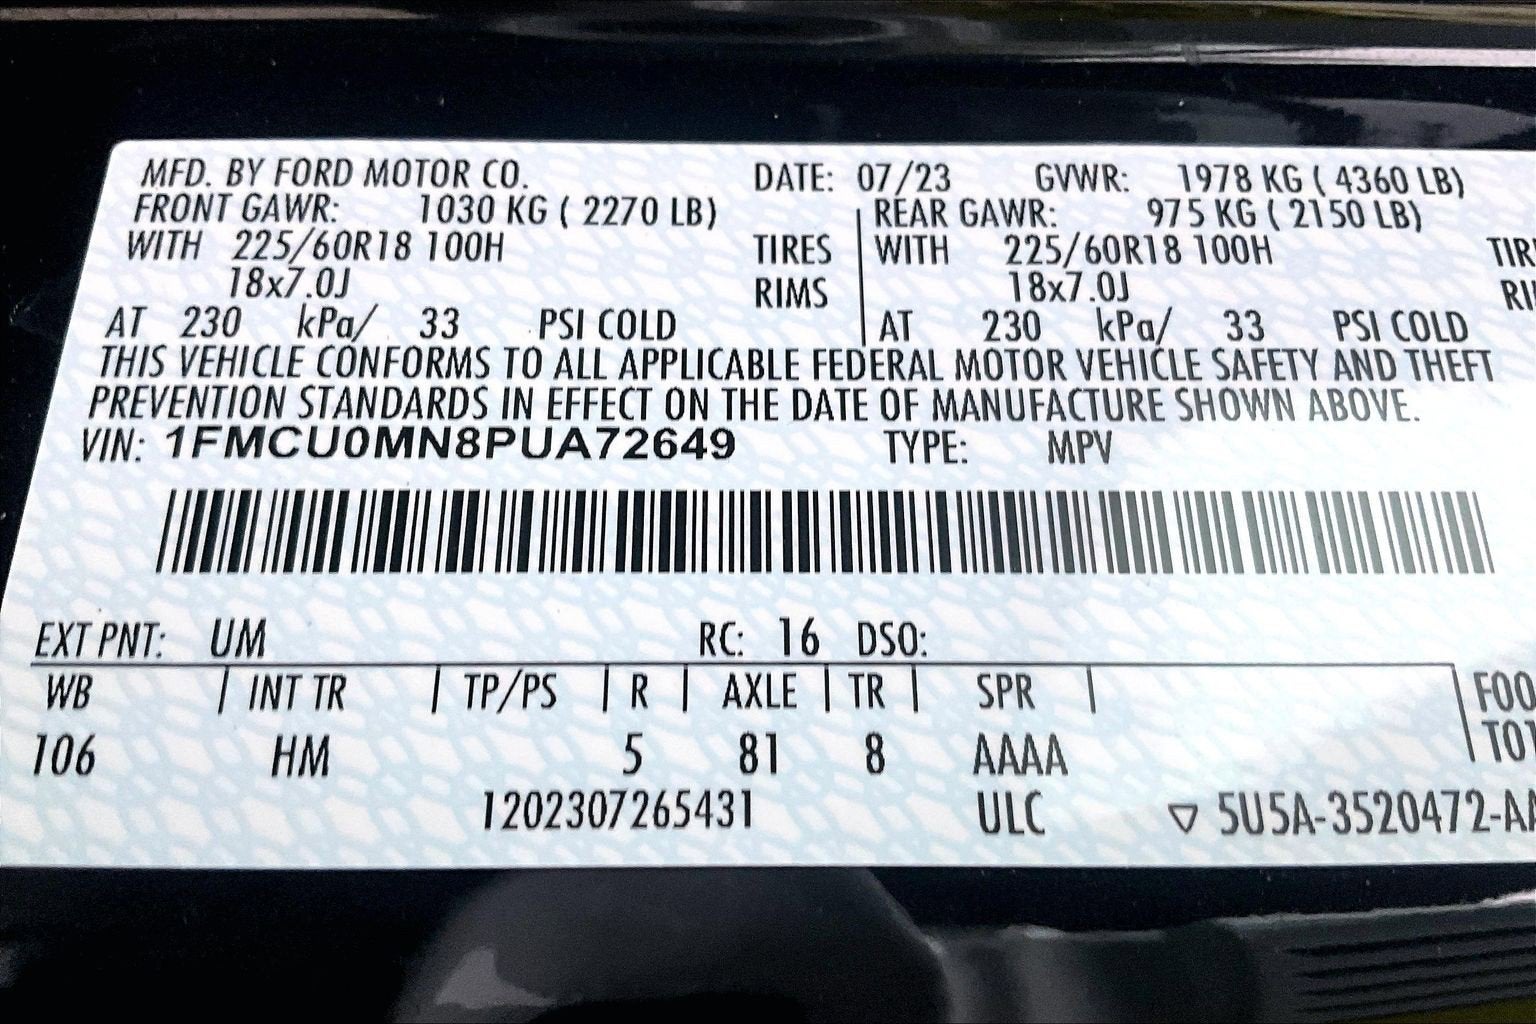 MFD. BY FORD MOTOR CO. DATE: 07/23 GVWR: 1978 KG ( 4360 LB)
FRONT GAWR: 1030 KG ( 2270 LB) REAR GAWR: 975 KG ( 2150 LB)
WITH 225/60R18 100H TIRES WITH 225/60R18 100H TIR
18x7.0J RIMS 18x7.0J RI
AT 230 kPa/ 33 PSI COLD AT 230 kPa/ 33 PSI COLD
THIS VEHICLE CONFORMS TO ALL APPLICABLE FEDERAL MOTOR VEHICLE SAFETY AND THEFT
PREVENTION STANDARDS IN EFFECT ON THE DATE OF MANUFACTURE SHOWN ABOVE.
VIN: 1FMCU0MN8PUA72649 TYPE: MPV
EXT PNT: UM RC: 16 DSO:
WB | INT TR | TP/PS | R | AXLE | TR | SPR | FOO
TOT
106 HM 5 81 8 AAAA
1202307265431 ULC ▽ 5U5A-3520472-AA